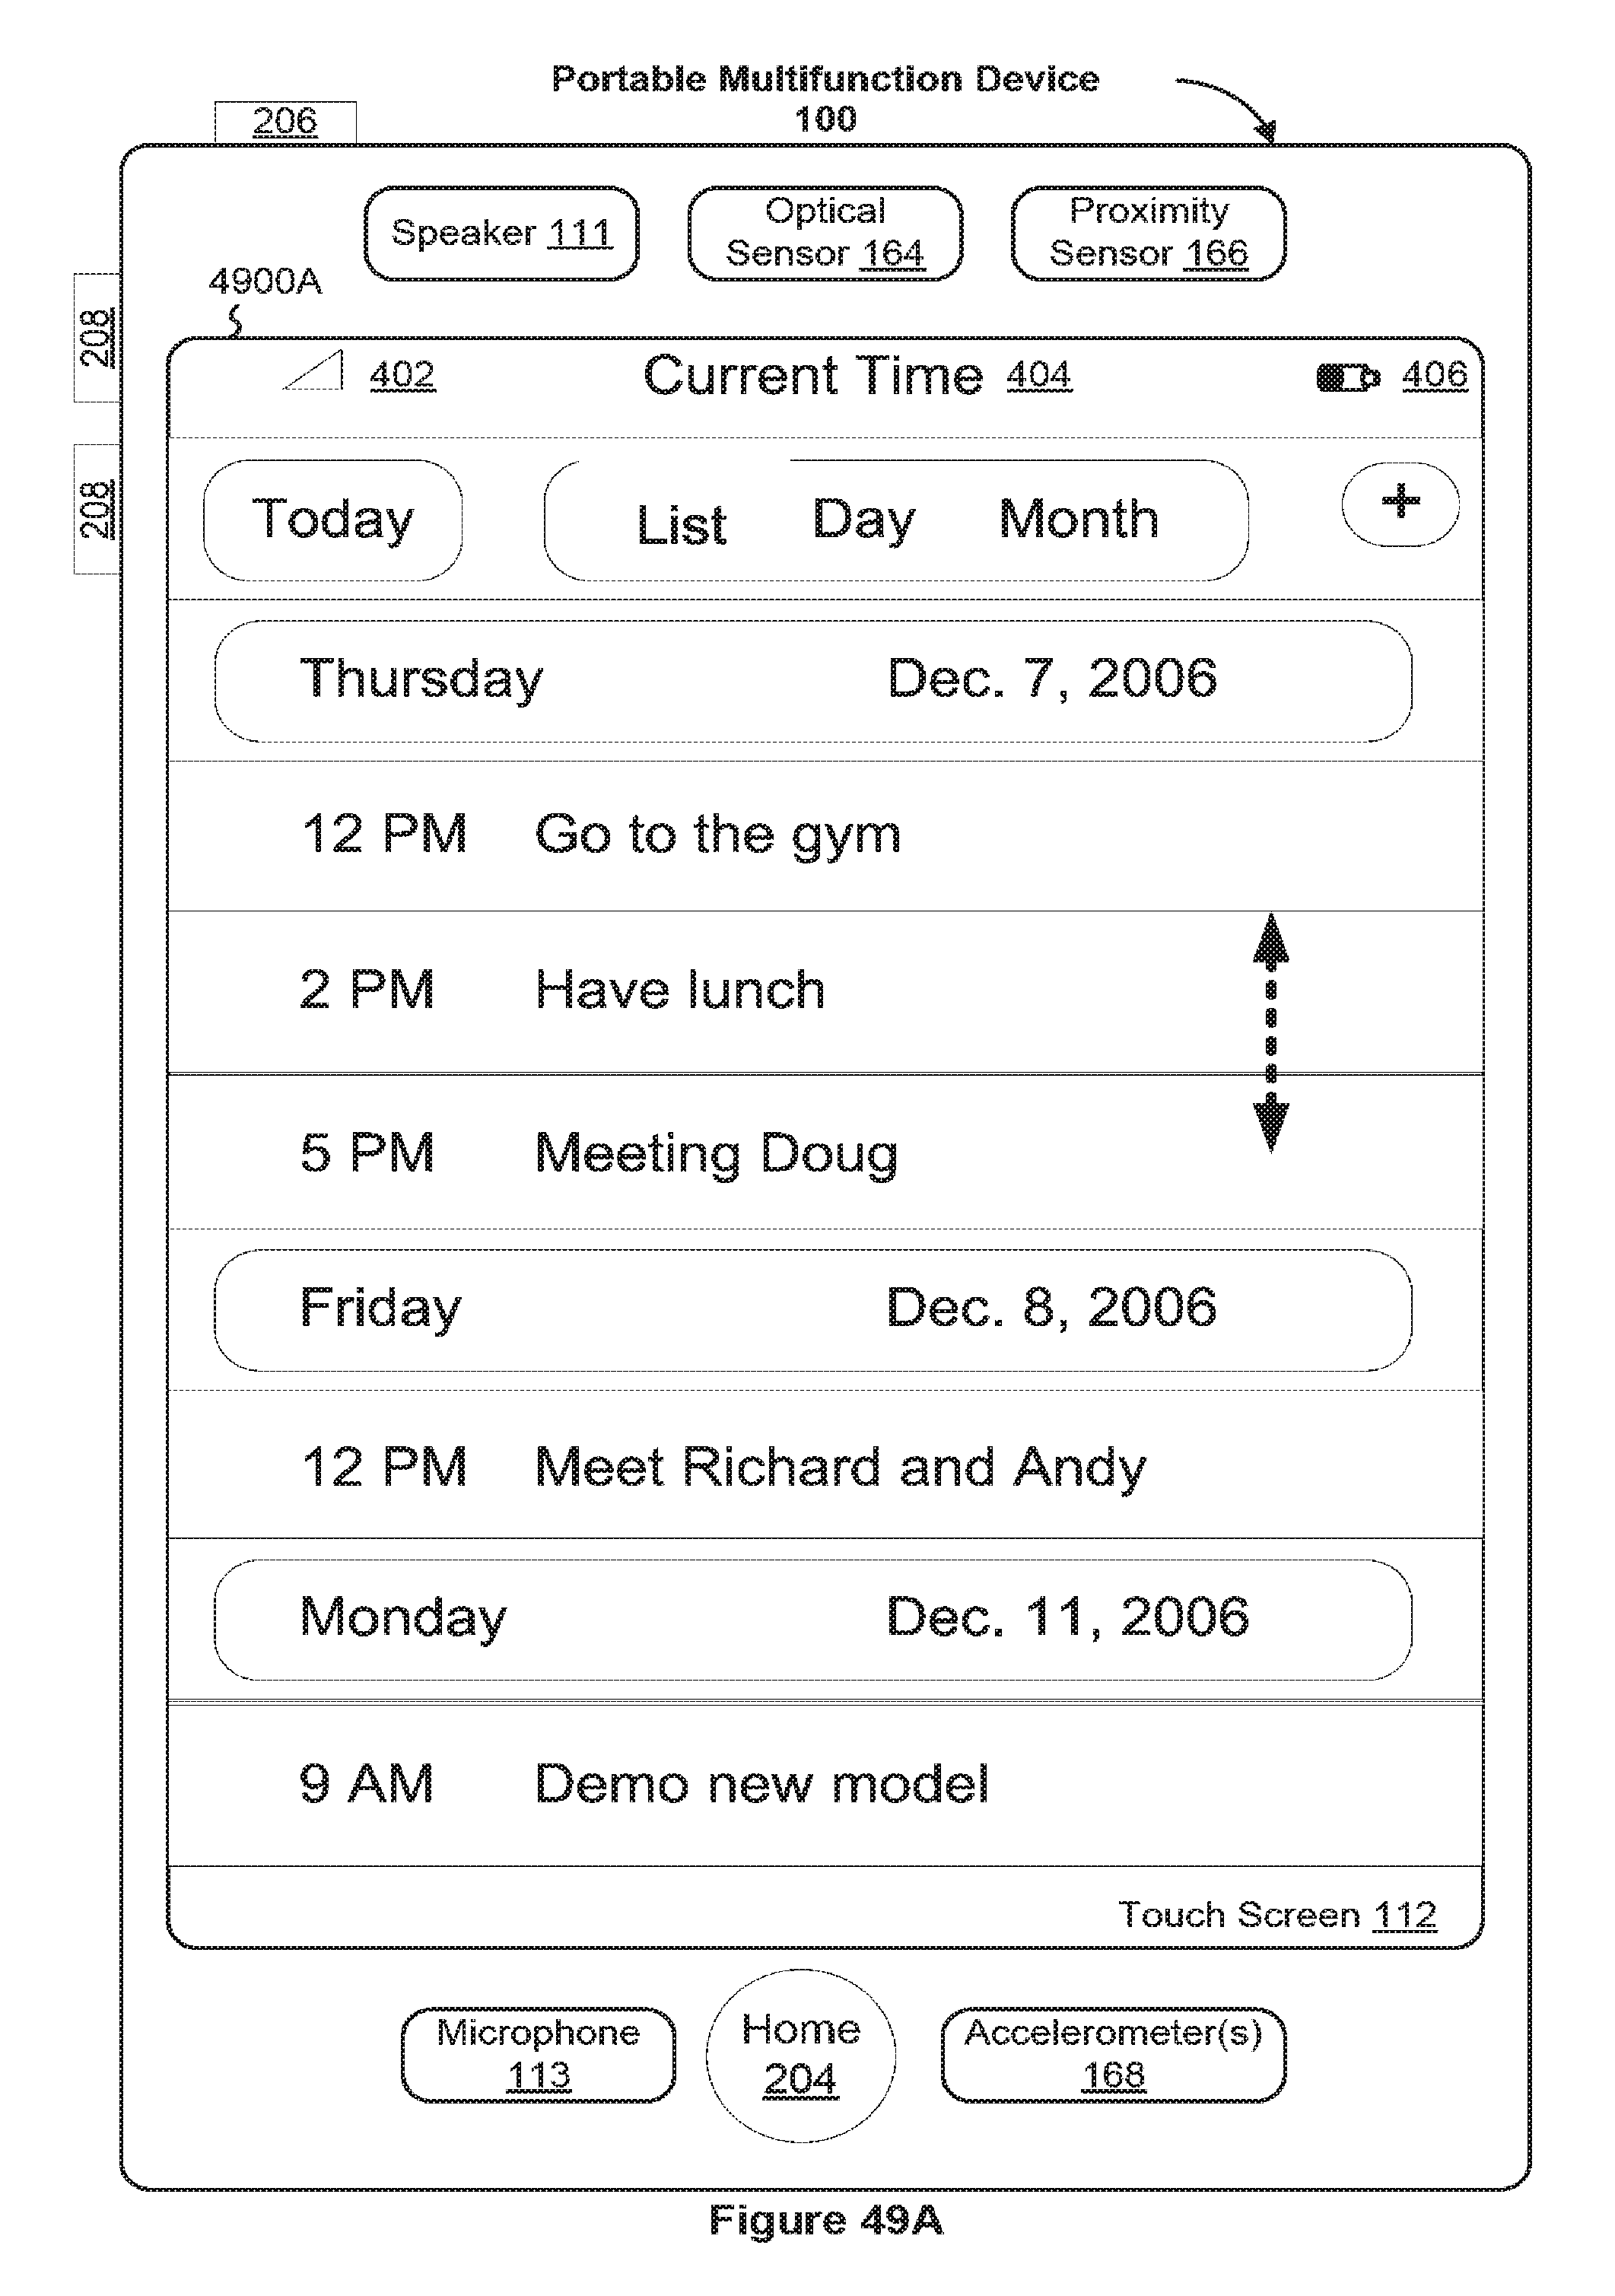 Portable Multifunction Device
100
206
Speaker 111
Optical
Sensor 164
Proximity
Sensor 166
4900A
208
208
402
Current Time 404
406
Today
List Day Month
+
Thursday Dec. 7, 2006
12 PM Go to the gym
2 PM Have lunch
5 PM Meeting Doug
Friday Dec. 8, 2006
12 PM Meet Richard and Andy
Monday Dec. 11, 2006
9 AM Demo new model
Touch Screen 112
Microphone
113
Home
204
Accelerometer(s)
168
Figure 49A